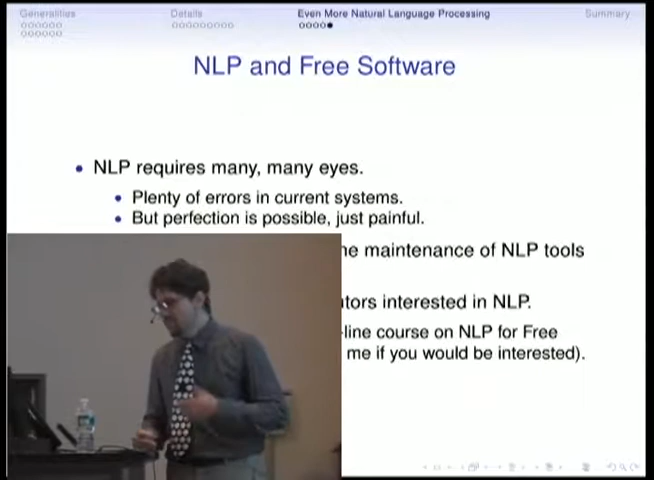 Generalities Details Even More Natural Language Processing Summary
NLP and Free Software
NLP requires many, many eyes.
Plenty of errors in current systems.
But perfection is possible, just painful.
he maintenance of NLP tools
tors interested in NLP.
line course on NLP for Free
me if you would be interested).